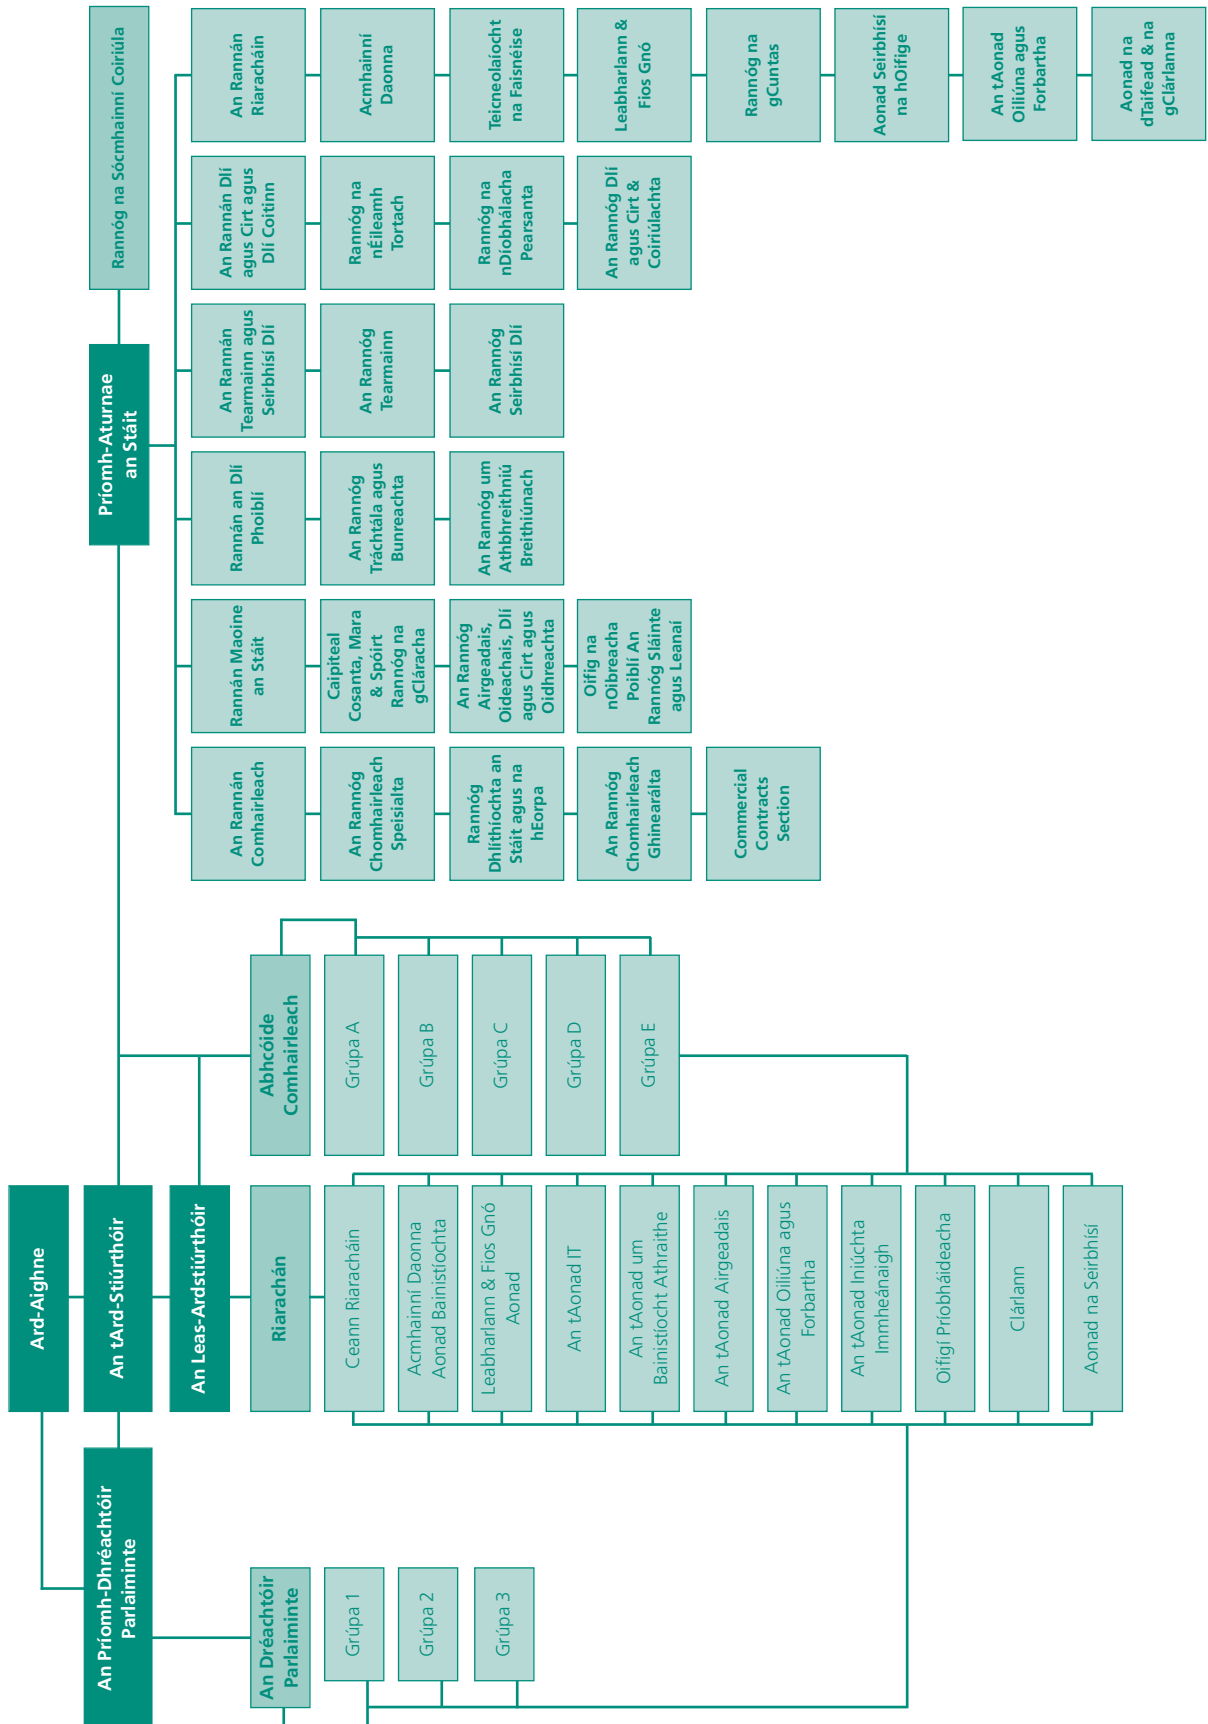 Ard-Aighne
An Príomh-Dhréachtóir
Parlaiminte
An tArd-Stiúrthóir
Príomh-Aturnae
an Stáit
Rannóg na Sócmhainní Coiriúla
An Leas-Ardstiúrthóir
An Dréachtóir
Parlaiminte
Grúpa 1
Grúpa 2
Grúpa 3
Riarachán
Ceann Riaracháin
Acmhainní Daonna
Aonad Bainistíochta
Leabharlann & Fios Gnó
Aonad
An tAonad IT
An tAonad um
Bainistíocht Athraithe
An tAonad Airgeadais
An tAonad Oiliúna agus
Forbartha
An tAonad Iniúchta
Immheánaigh
Oifigí Príobháideacha
Clárlann
Aonad na Seirbhísí
Abhcóide
Comhairleach
Grúpa A
Grúpa B
Grúpa C
Grúpa D
Grúpa E
An Rannán
Comhairleach
An Rannóg
Chomhairleach
Speisialta
Rannóg
Dhlithíochta an
Stáit agus na
hEorpa
An Rannóg
Chomhairleach
Ghinearálta
Commercial
Contracts
Section
Rannán Maoine
an Stáit
Caipiteal
Cosanta, Mara
& Spóirt
Rannóg na
gCláracha
An Rannóg
Airgeadais,
Oideachais, Dlí
agus Cirt agus
Oidhreachta
Oifig na
nOibreacha
Poiblí An
Rannóg Sláinte
agus Leanaí
Rannán an Dlí
Phoiblí
An Rannóg
Tráchtála agus
Bunreachta
An Rannóg um
Athbhreithniú
Breithiúnach
An Rannán
Tearmainn agus
Seirbhísí Dlí
An Rannóg
Tearmainn
An Rannóg
Seirbhísí Dlí
An Rannán Dlí
agus Cirt agus
Dlí Coitinn
Rannóg na
nÉileamh
Tortach
Rannóg na
nDíobhálacha
Pearsanta
An Rannóg Dlí
agus Cirt &
Coiriúlachta
An Rannán
Riaracháin
Acmhainní
Daonna
Teicneolaíocht
na Faisnéise
Leabharlann &
Fios Gnó
Rannóg na
gCuntas
Aonad Seirbhísí
na hOifige
An tAonad
Oiliúna agus
Forbartha
Aonad na
dTaifead & na
gClárlanna